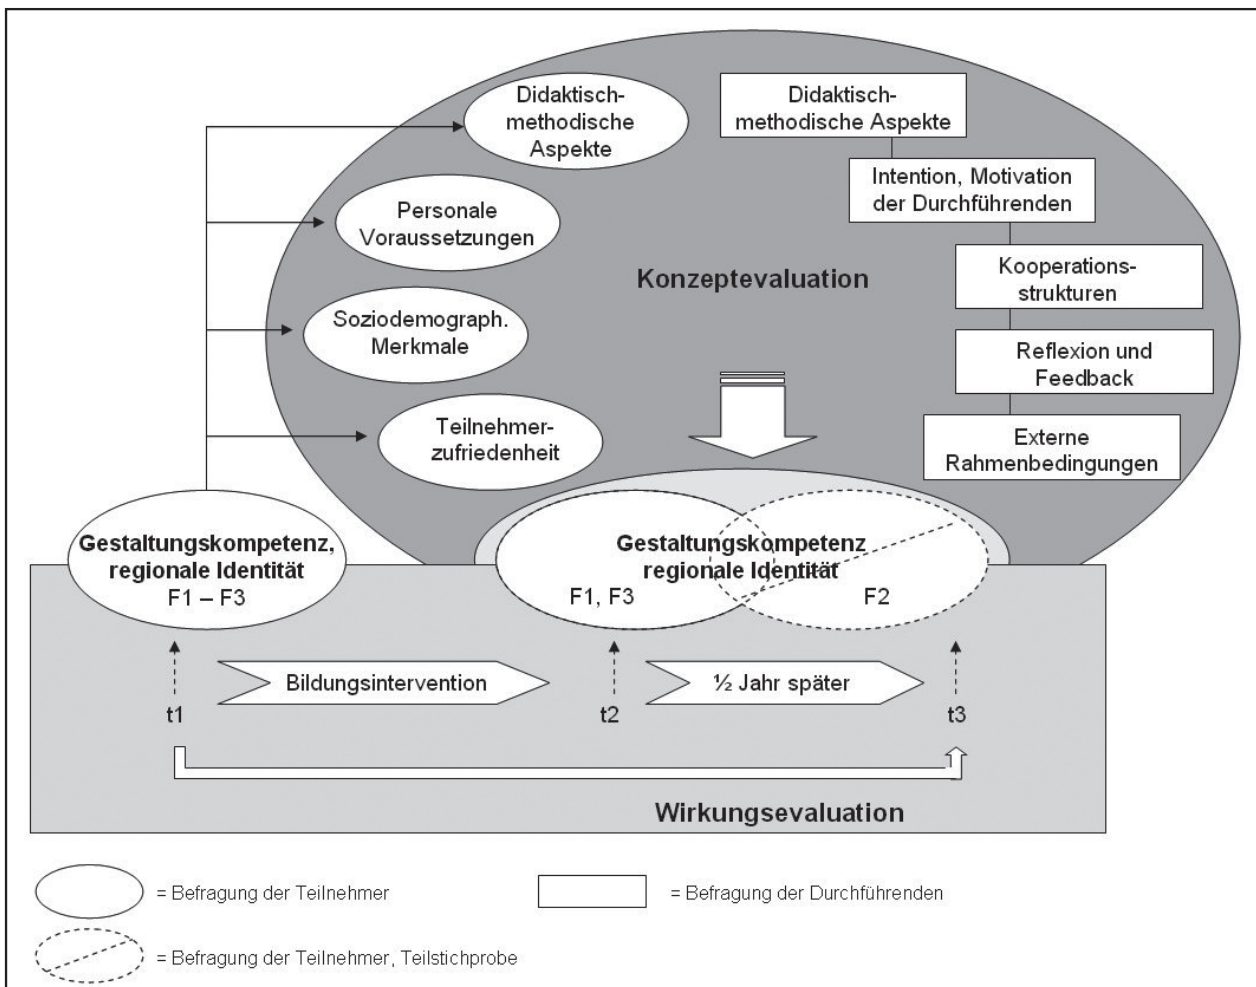 Didaktisch-
methodische
Aspekte
Didaktisch-
methodische Aspekte
Personale
Voraussetzungen
Intention, Motivation
der Durchführenden
Konzeptevaluation
Kooperations-
strukturen
Soziodemograph.
Merkmale
Reflexion und
Feedback
Teilnehmer-
zufriedenheit
Externe
Rahmenbedingungen
Gestaltungskompetenz,
regionale Identität
F1 – F3
Gestaltungskompetenz
regionale Identität
F1, F3
F2
Bildungsintervention
½ Jahr später
t1
t2
t3
Wirkungsevaluation
= Befragung der Teilnehmer
= Befragung der Durchführenden
= Befragung der Teilnehmer, Teilstichprobe